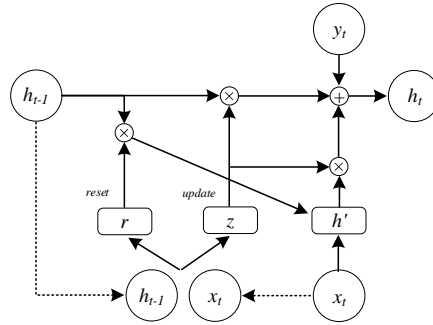 y_t
h_{t-1}
×
+
h_t
×
×
reset
update
r
z
h'
h_{t-1}
x_t
x_t